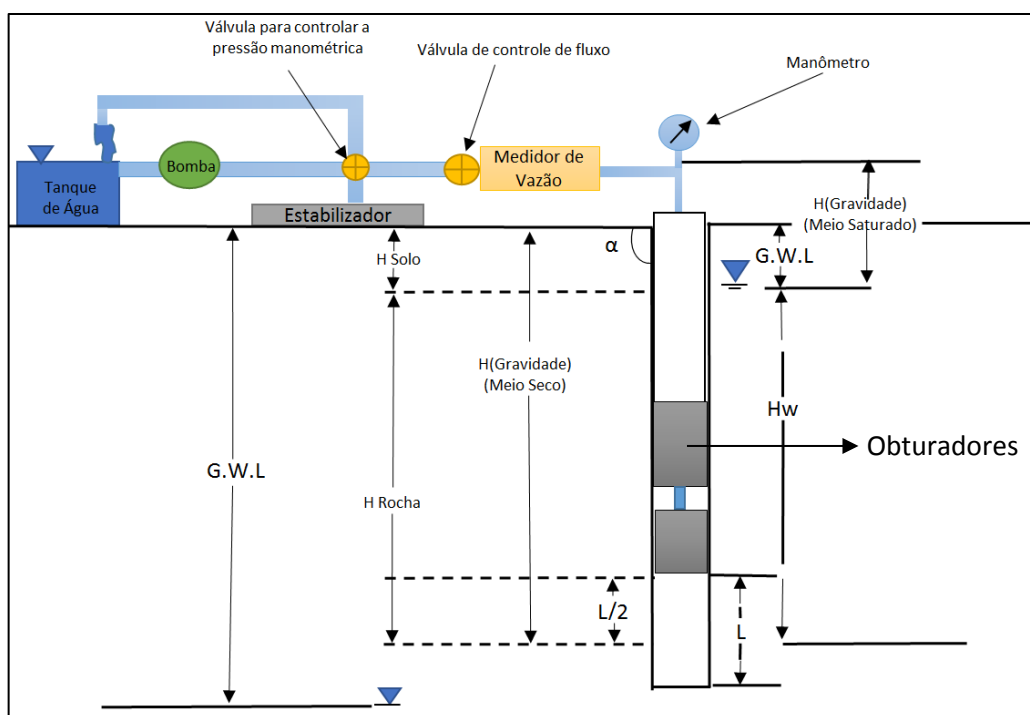 Válvula para controlar a
pressão manométrica
Válvula de controle de fluxo
Manômetro
Bomba
Medidor de
Vazão
Tanque
de Água
Estabilizador
H(Gravidade)
(Meio Saturado)
α
H Solo
G.W.L
H(Gravidade)
(Meio Seco)
Hw
Obturadores
G.W.L
H Rocha
L/2
L